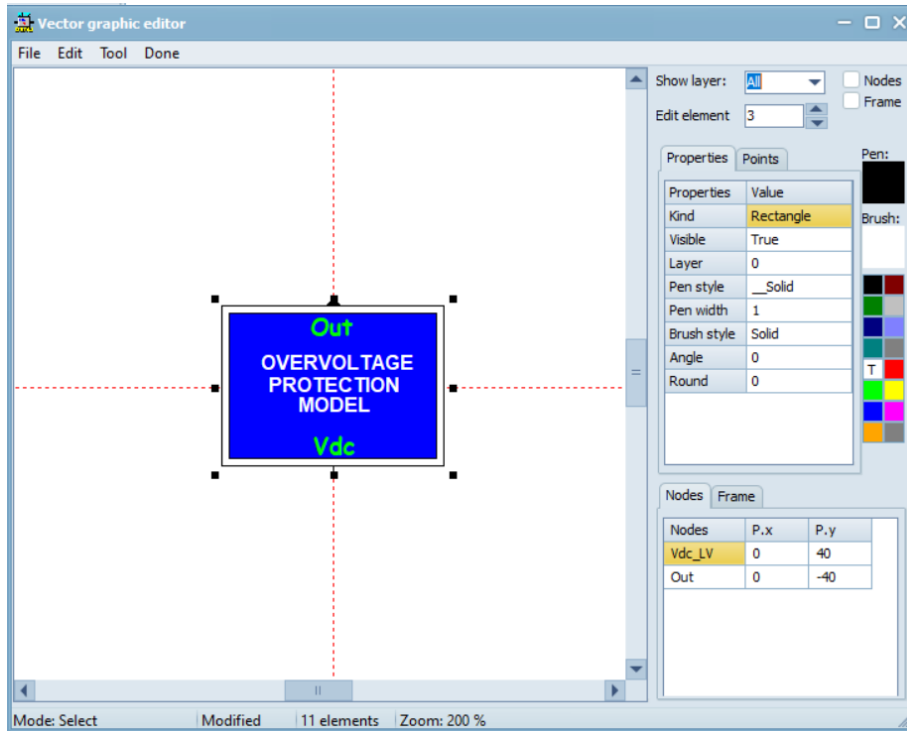 Vector graphic editor
File Edit Tool Done
Show layer: All Nodes
Frame
Edit element 3
Properties Points Pen:
Properties Value
Kind Rectangle Brush:
Visible True
Layer 0
Pen style __Solid
Pen width 1
Brush style Solid
Angle 0
Round 0
T
Out
OVERVOLTAGE
PROTECTION
MODEL
Vdc
Nodes Frame
Nodes P.x P.y
Vdc_LV 0 40
Out 0 -40
Mode: Select Modified 11 elements Zoom: 200 %